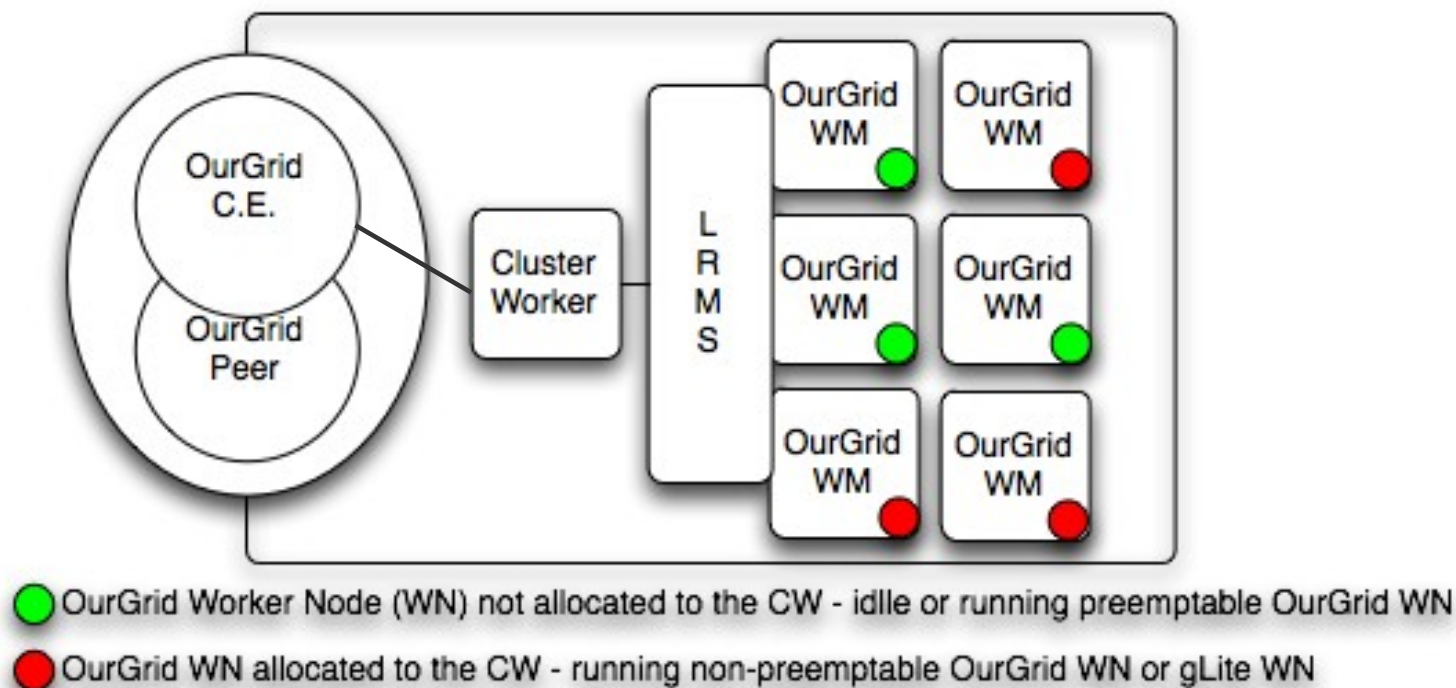 OurGrid
C.E.
OurGrid
Peer
Cluster
Worker
L
R
M
S
OurGrid
WM
OurGrid
WM
OurGrid
WM
OurGrid
WM
OurGrid
WM
OurGrid
WM
OurGrid Worker Node (WN) not allocated to the CW - idlle or running preemptable OurGrid WN
OurGrid WN allocated to the CW - running non-preemptable OurGrid WN or gLite WN